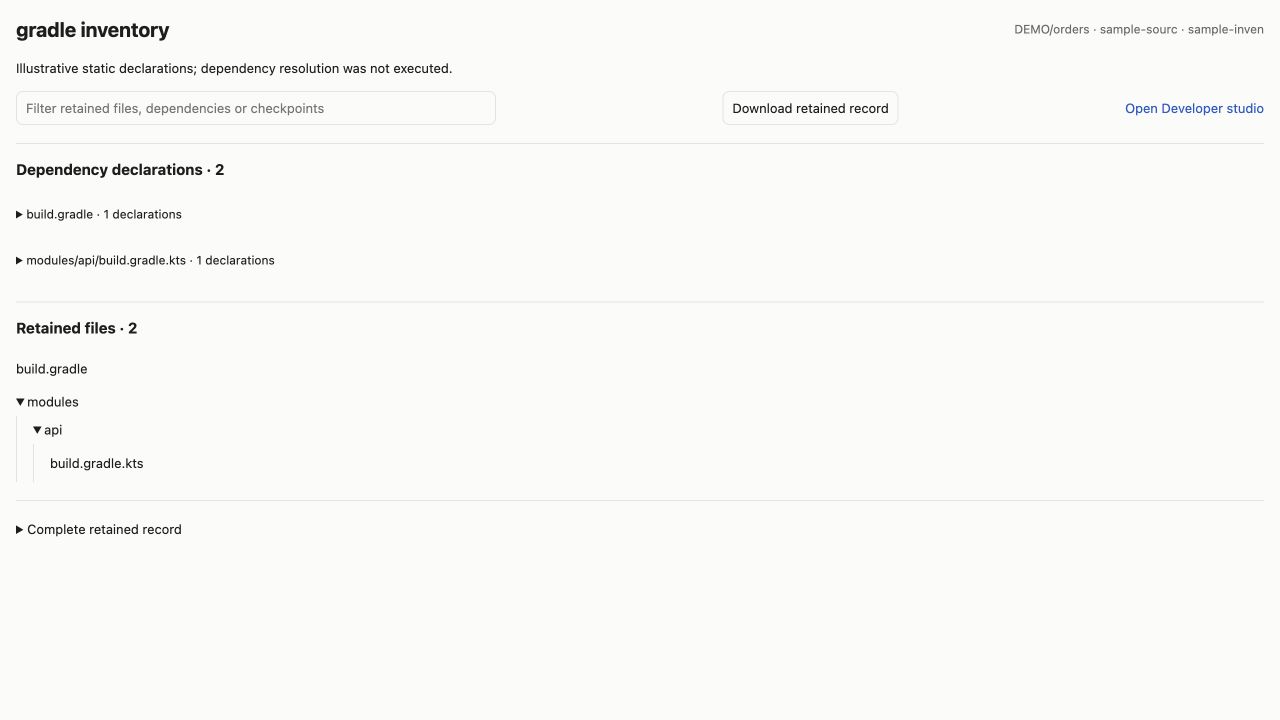 gradle inventory
DEMO/orders · sample-sourc · sample-inven
Illustrative static declarations; dependency resolution was not executed.
Filter retained files, dependencies or checkpoints
Download retained record
Open Developer studio
Dependency declarations · 2
build.gradle · 1 declarations
modules/api/build.gradle.kts · 1 declarations
Retained files · 2
build.gradle
modules
api
build.gradle.kts
Complete retained record